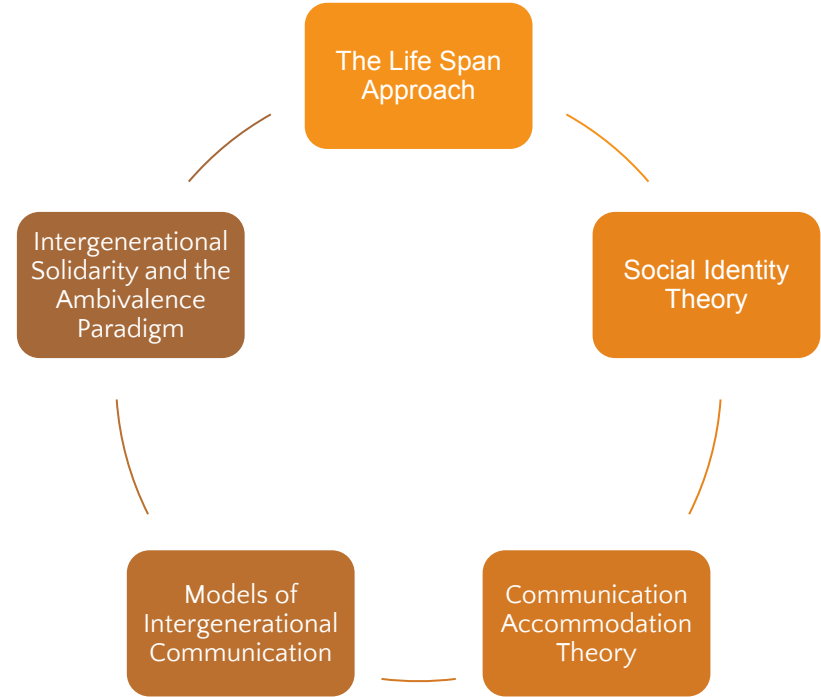 The Life Span
Approach
Social Identity
Theory
Communication
Accommodation
Theory
Models of
Intergenerational
Communication
Intergenerational
Solidarity and the
Ambivalence
Paradigm